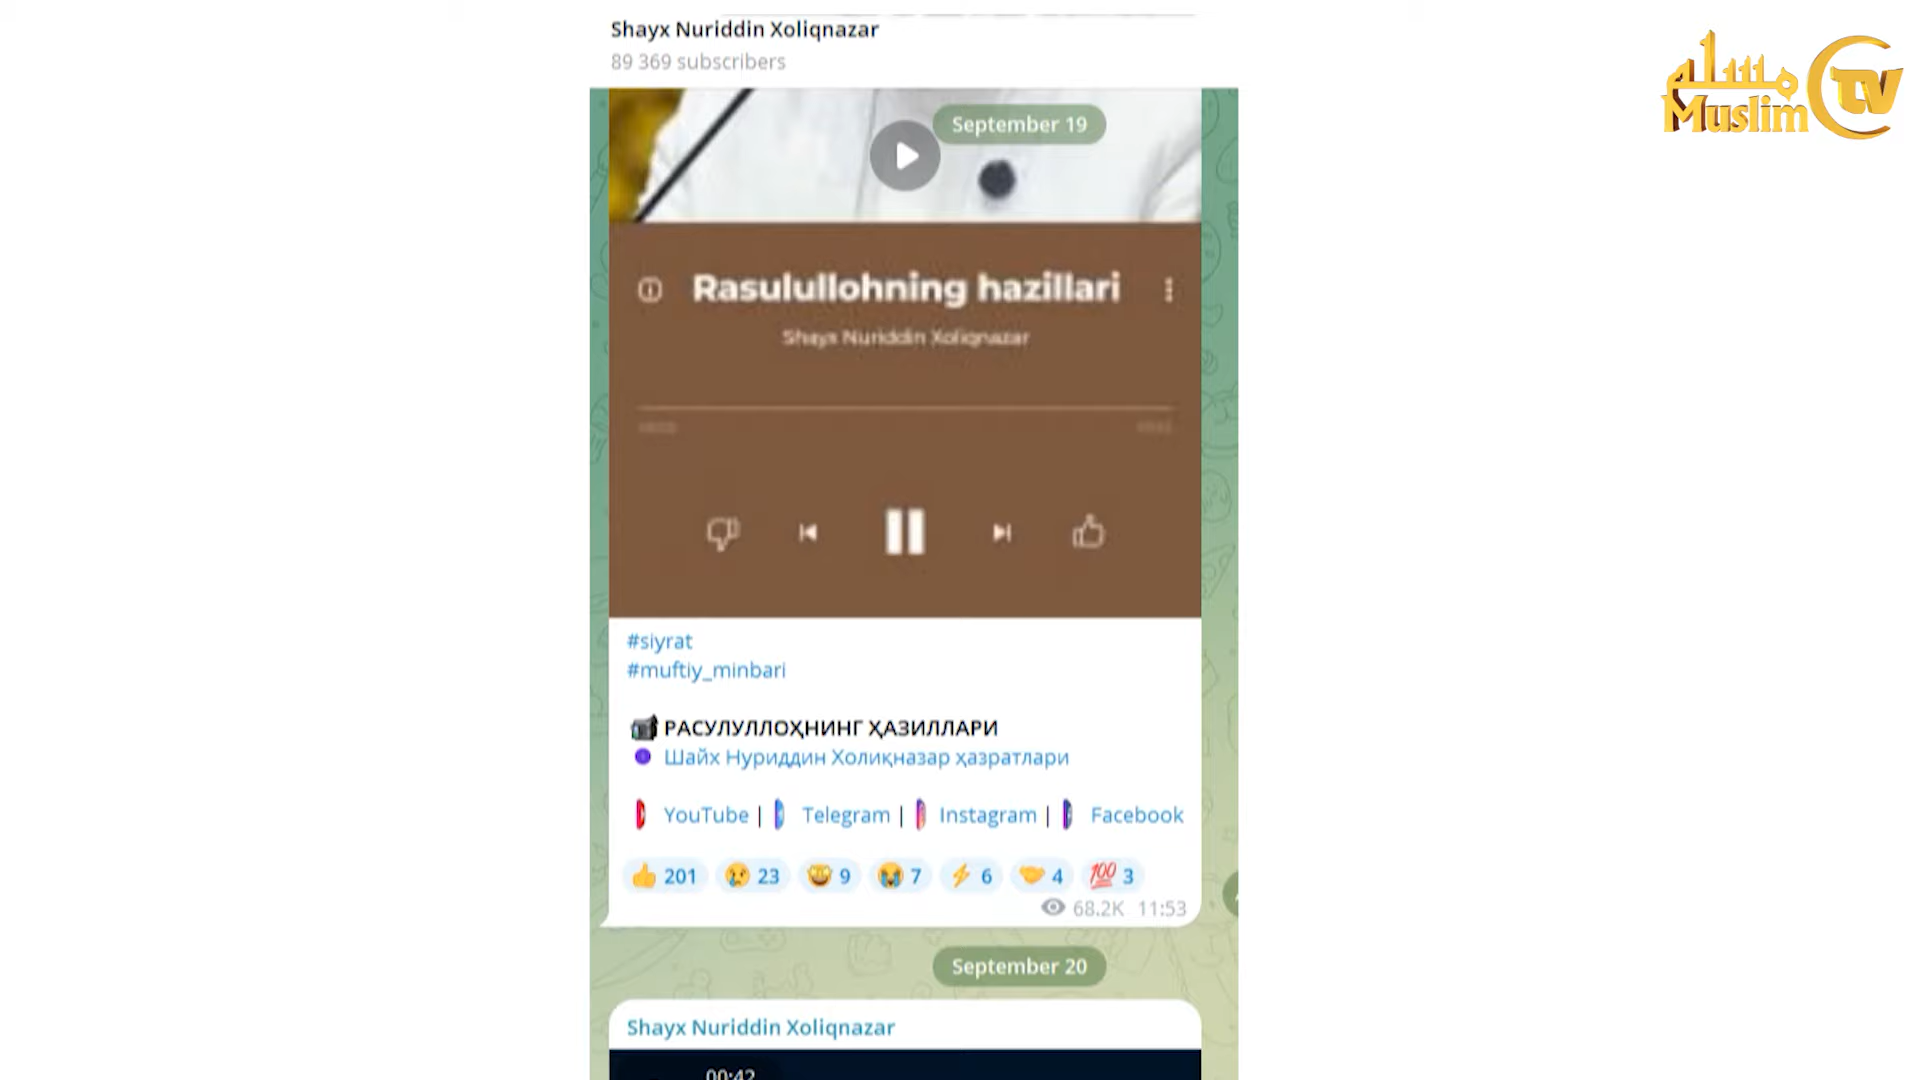 Shayx Nuriddin Xoliqnazar
89 369 subscribers
مسلم
Muslim TV
September 19
Rasulullohning hazillari
Shayx Nuriddin Xoliqnazar
#siyrat
#muftiy_minbari
РАСУЛУЛЛОҲНИНГ ҲАЗИЛЛАРИ
Шайх Нуриддин Холиқназар ҳазратлари
YouTube | Telegram | Instagram | Facebook
201 23 9 7 6 4 100 3
68.2K 11:53
September 20
Shayx Nuriddin Xoliqnazar
00:42